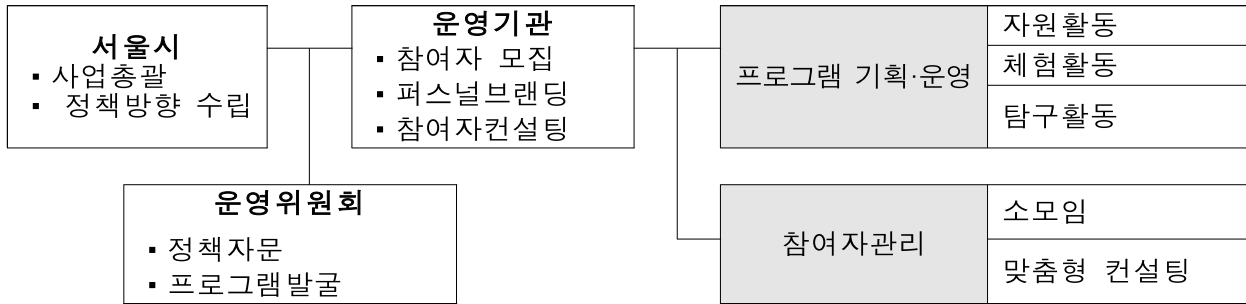 서울시
▪ 사업총괄
▪ 정책방향 수립
운영기관
▪ 참여자 모집
▪ 퍼스널브랜딩
▪ 참여자컨설팅
운영위원회
▪ 정책자문
▪ 프로그램발굴
프로그램 기획·운영
자원활동
체험활동
탐구활동
참여자관리
소모임
맞춤형 컨설팅